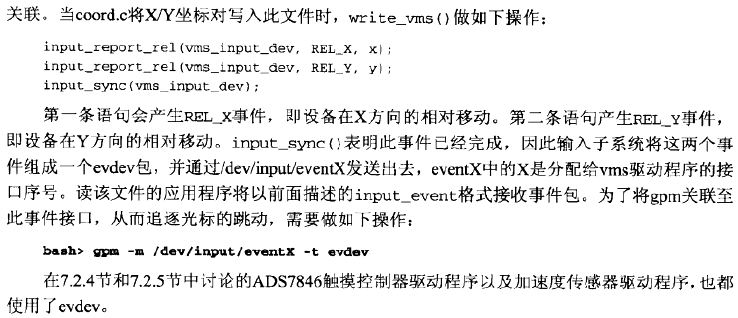 关联。当coord.c将X/Y坐标对写入此文件时，write_vms()做如下操作：
input_report_rel(vms_input_dev, REL_X, x);
input_report_rel(vms_input_dev, REL_Y, y);
input_sync(vms_input_dev);
第一条语句会产生REL_X事件，即设备在X方向的相对移动。第二条语句产生REL_Y事件，
即设备在Y方向的相对移动。input_sync()表明此事件已经完成，因此输入子系统将这两个事
件组成一个evdev包，并通过/dev/input/eventX发送出去，eventX中的X是分配给vms驱动程序的接
口序号。读该文件的应用程序将以前面描述的input_event格式接收事件包。为了将gpm关联至
此事件接口，从而追逐光标的跳动，需要做如下操作：
bash> gpm -m /dev/input/eventX -t evdev
在7.2.4节和7.2.5节中讨论的ADS7846触摸控制器驱动程序以及加速度传感器驱动程序，也都
使用了evdev。